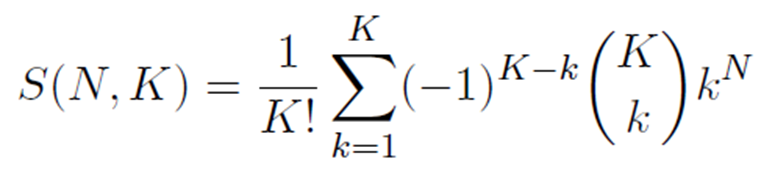 S(N, K) = \frac{1}{K!} \sum_{k=1}^{K} (-1)^{K-k} \binom{K}{k} k^N